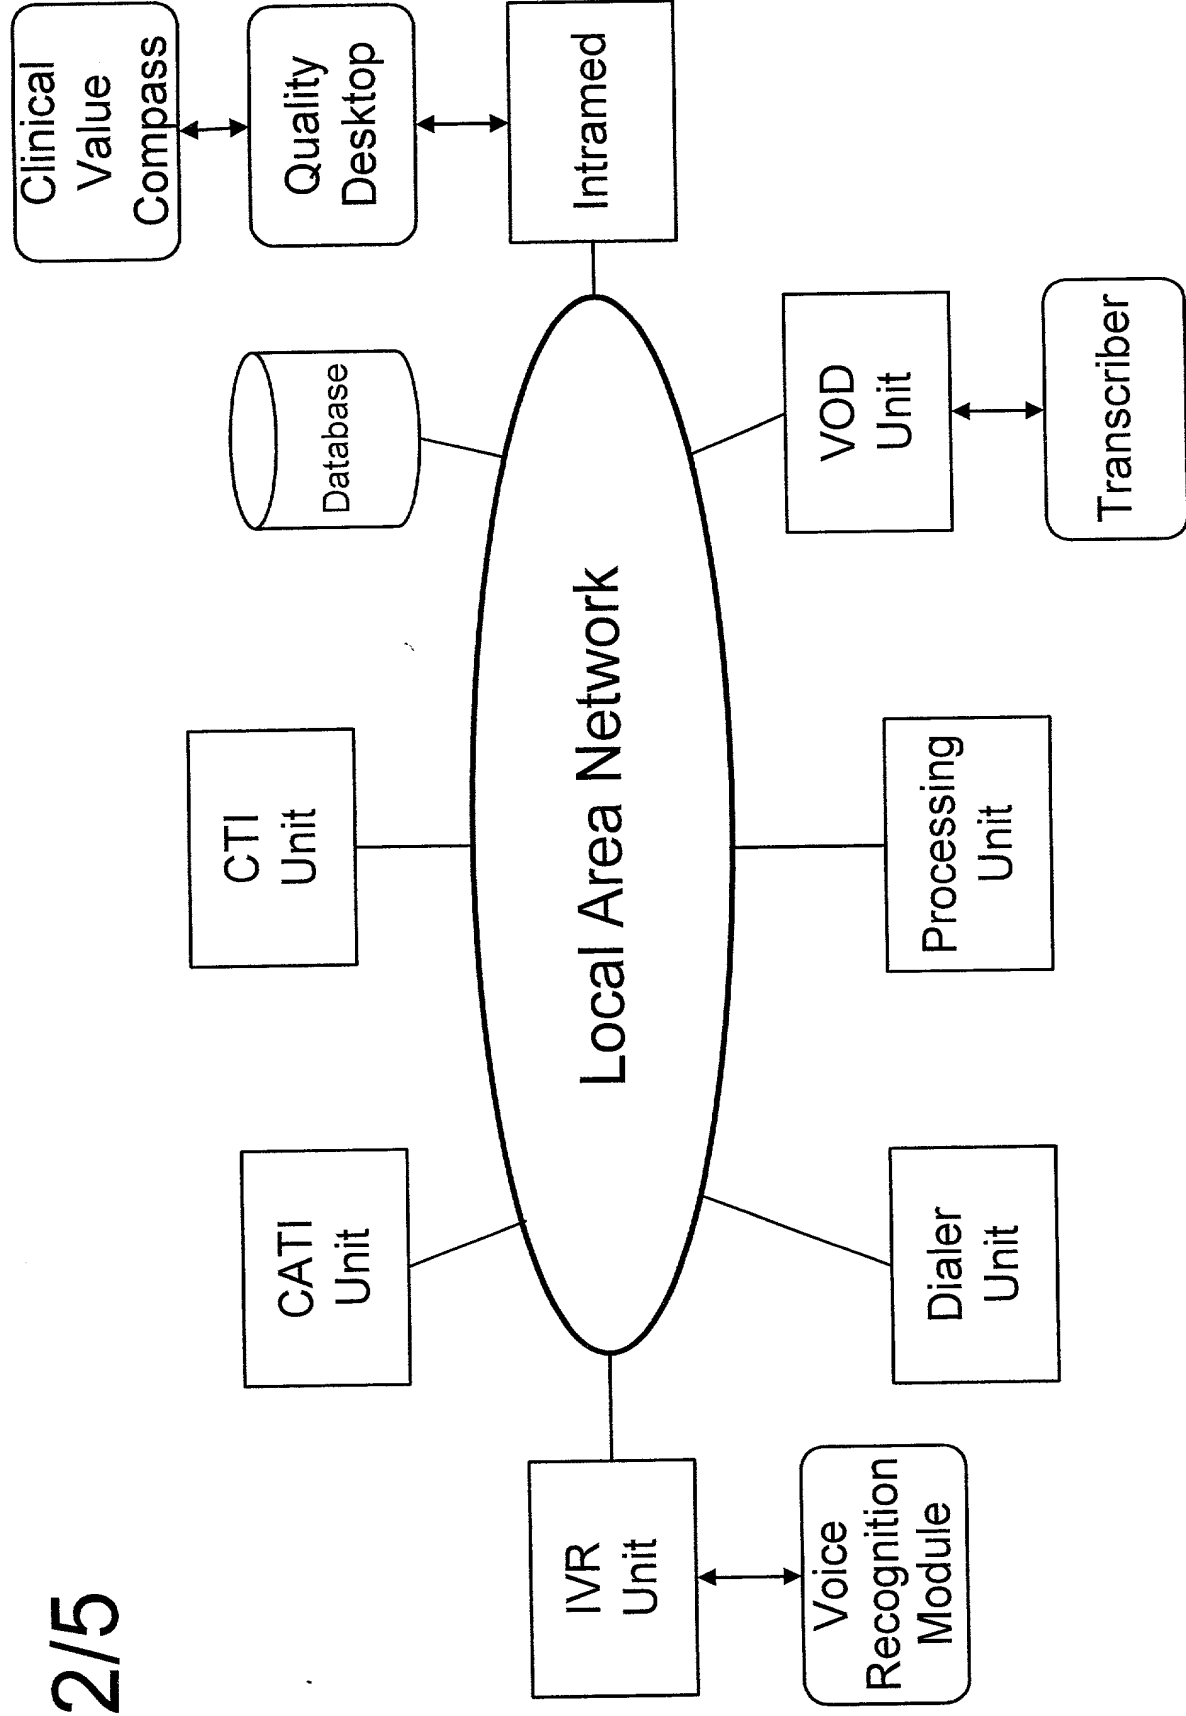 2/5
Clinical
Value
Compass
Quality
Desktop
Intramed
Database
CTI
Unit
CATI
Unit
Local Area Network
IVR
Unit
Voice
Recognition
Module
Dialer
Unit
Processing
Unit
VOD
Unit
Transcriber